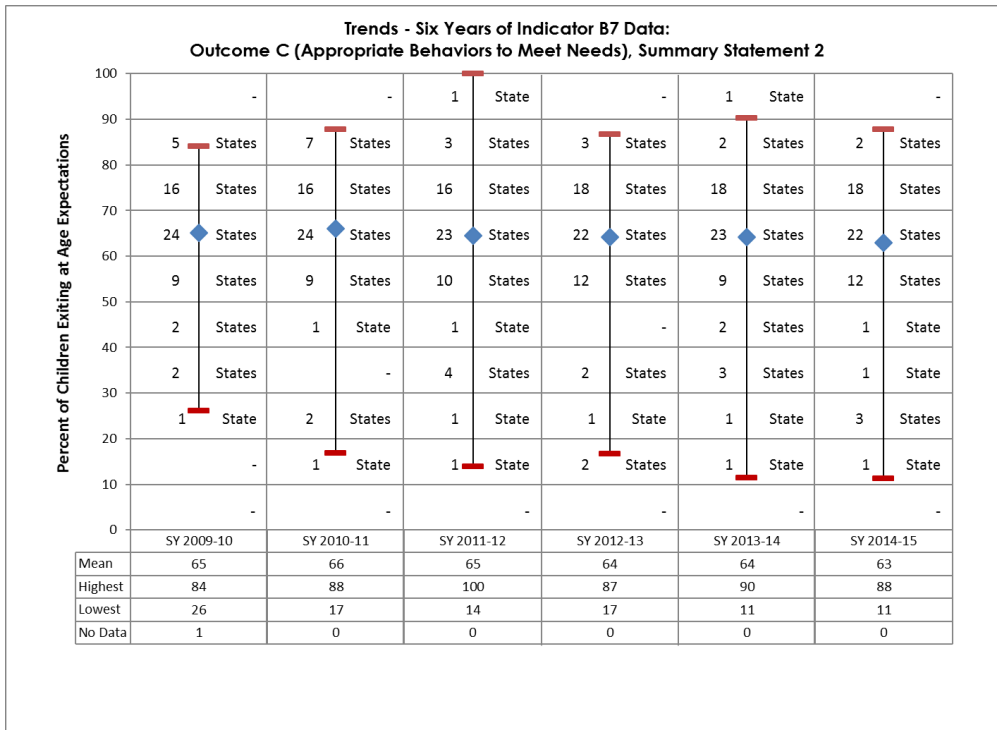 Trends - Six Years of Indicator B7 Data:
Outcome C (Appropriate Behaviors to Meet Needs), Summary Statement 2
Percent of Children Exiting at Age Expectations
100
- - 1 State - 1 State -
90
5 States 7 States 3 States 3 States 2 States 2 States
80
16 States 16 States 16 States 18 States 18 States 18 States
70
24 States 24 States 23 States 22 States 23 States 22 States
60
9 States 9 States 10 States 12 States 9 States 12 States
50
2 States 1 State 1 State - 2 States 1 State
40
2 States - 4 States 2 States 3 States 1 State
30
1 State 2 States 1 State 1 State 1 State 3 States
20
- 1 State 1 State 2 States 1 State 1 State
10
- - - - - -
0
SY 2009-10 SY 2010-11 SY 2011-12 SY 2012-13 SY 2013-14 SY 2014-15
Mean 65 66 65 64 64 63
Highest 84 88 100 87 90 88
Lowest 26 17 14 17 11 11
No Data 1 0 0 0 0 0